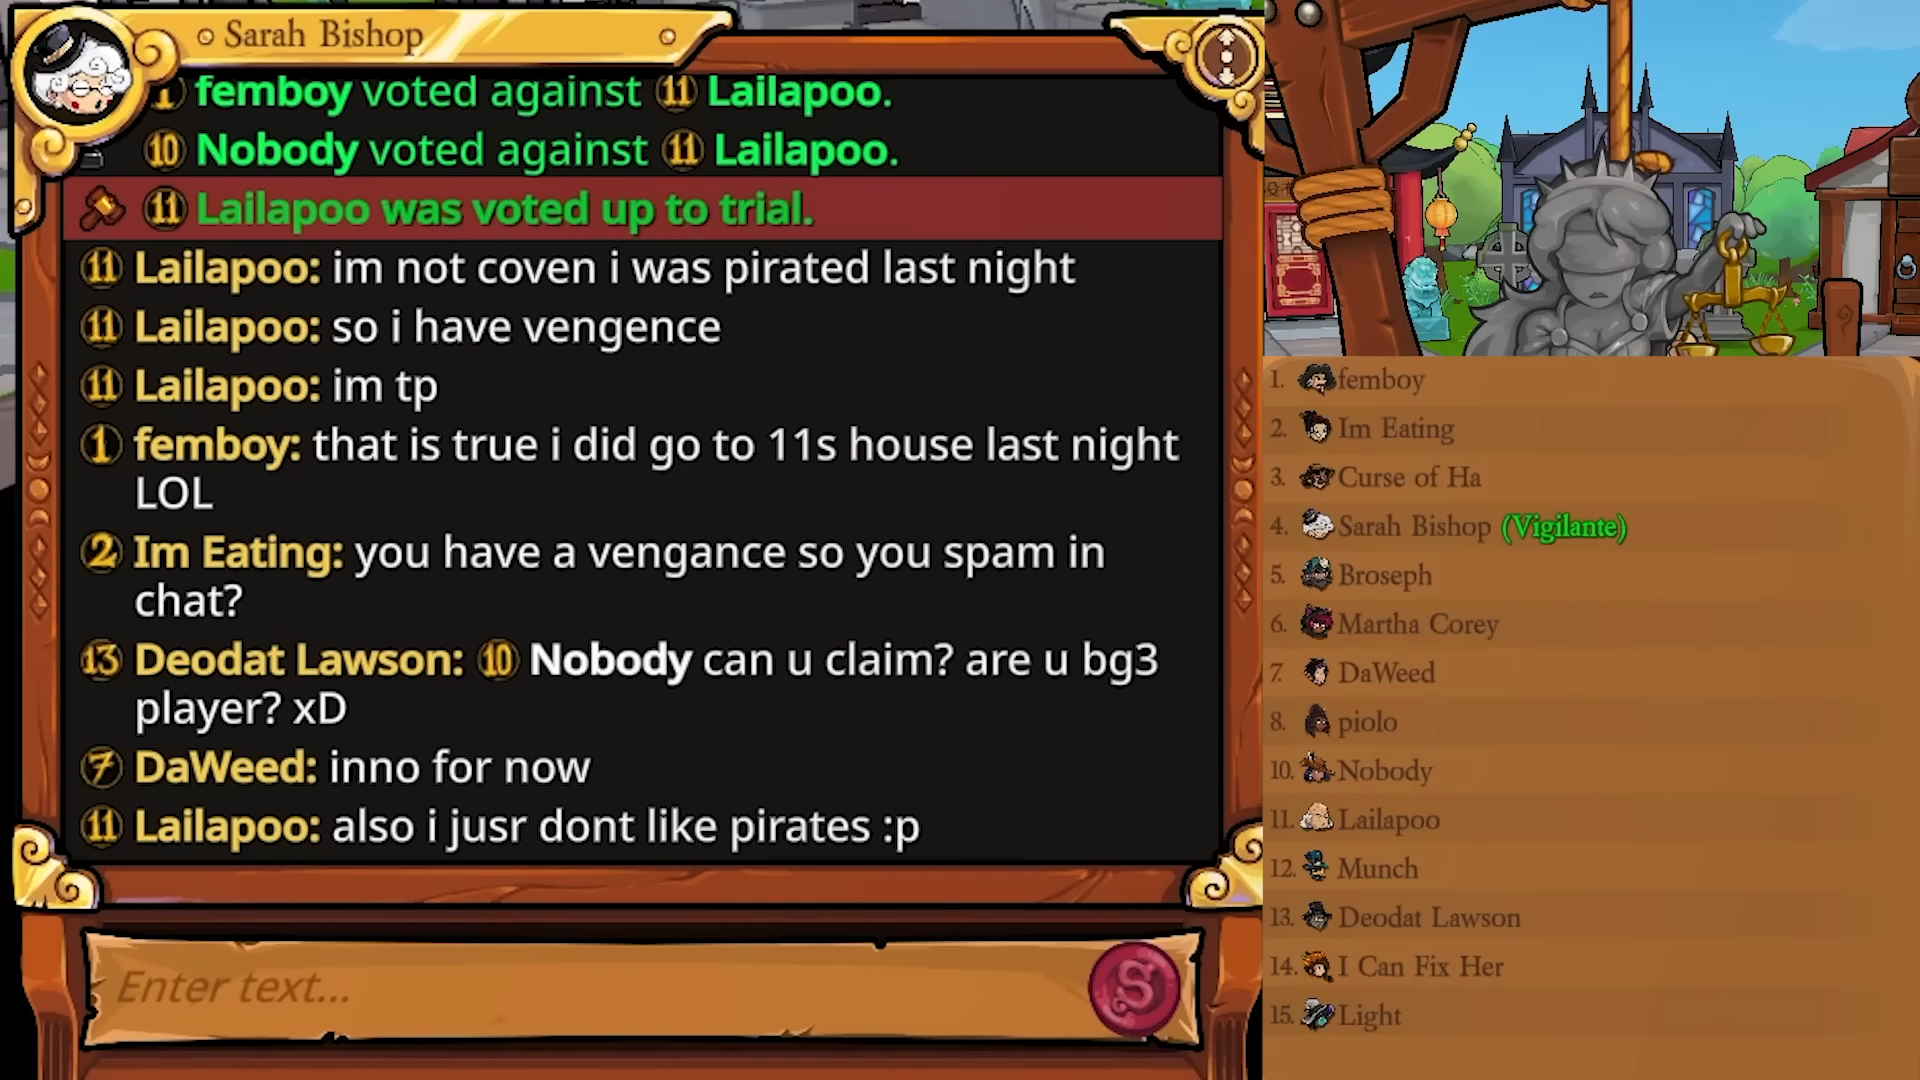 Sarah Bishop
1 femboy voted against 11 Lailapoo.
10 Nobody voted against 11 Lailapoo.
11 Lailapoo was voted up to trial.
11 Lailapoo: im not coven i was pirated last night
11 Lailapoo: so i have vengence
11 Lailapoo: im tp
1 femboy: that is true i did go to 11s house last night
LOL
2 Im Eating: you have a vengance so you spam in
chat?
13 Deodat Lawson: 10 Nobody can u claim? are u bg3
player? xD
7 DaWeed: inno for now
11 Lailapoo: also i jusr dont like pirates :p
Enter text...
S
1. femboy
2. Im Eating
3. Curse of Ha
4. Sarah Bishop (Vigilante)
5. Broseph
6. Martha Corey
7. DaWeed
8. piolo
10. Nobody
11. Lailapoo
12. Munch
13. Deodat Lawson
14. I Can Fix Her
15. Light